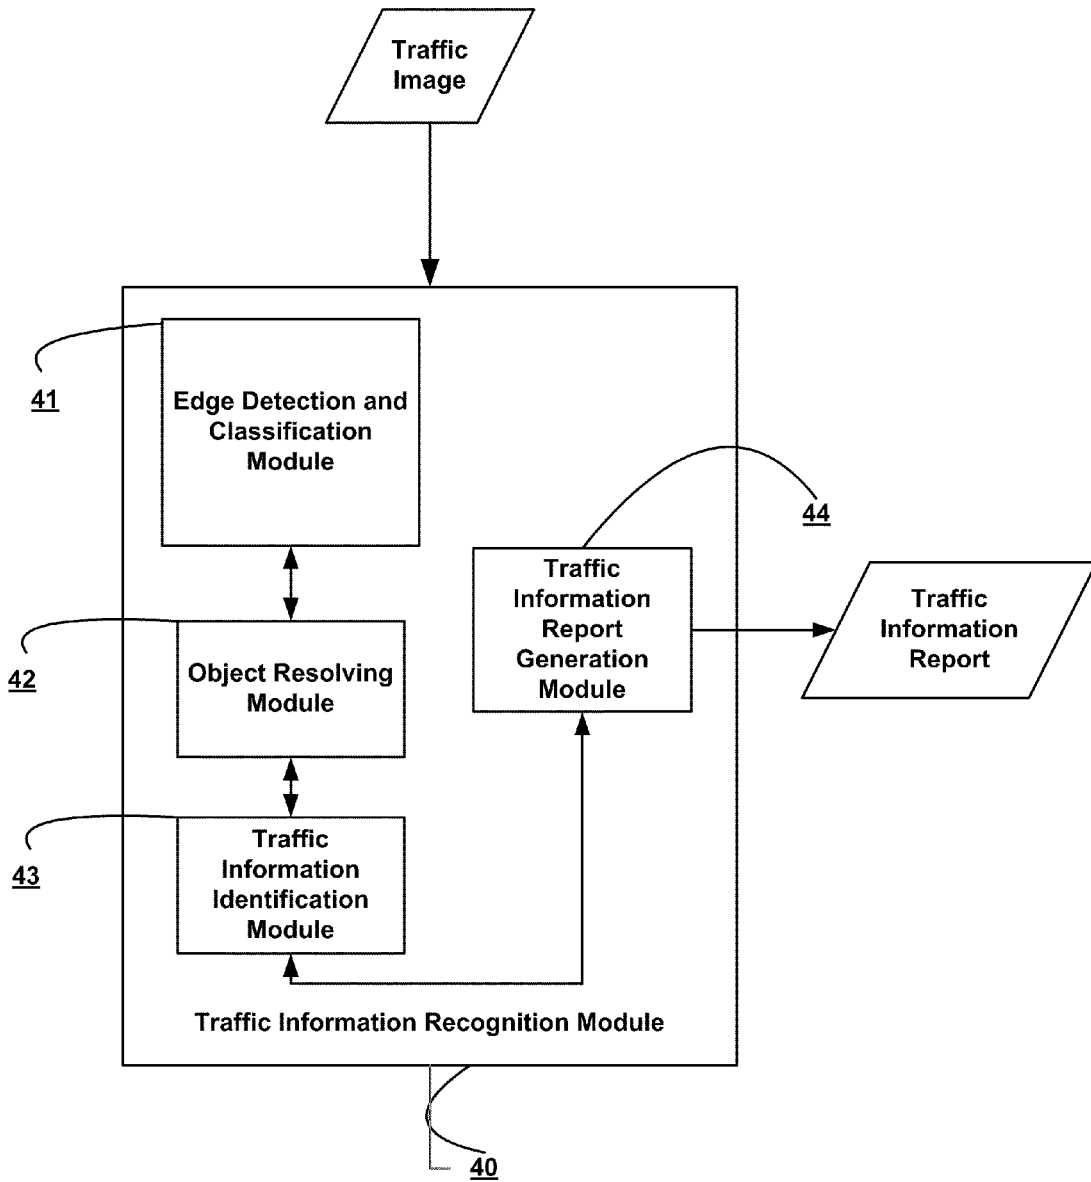 Traffic
Image
41
Edge Detection and
Classification
Module
44
Traffic
Information
Report
Generation
Module
Traffic
Information
Report
42
Object Resolving
Module
43
Traffic
Information
Identification
Module
Traffic Information Recognition Module
40